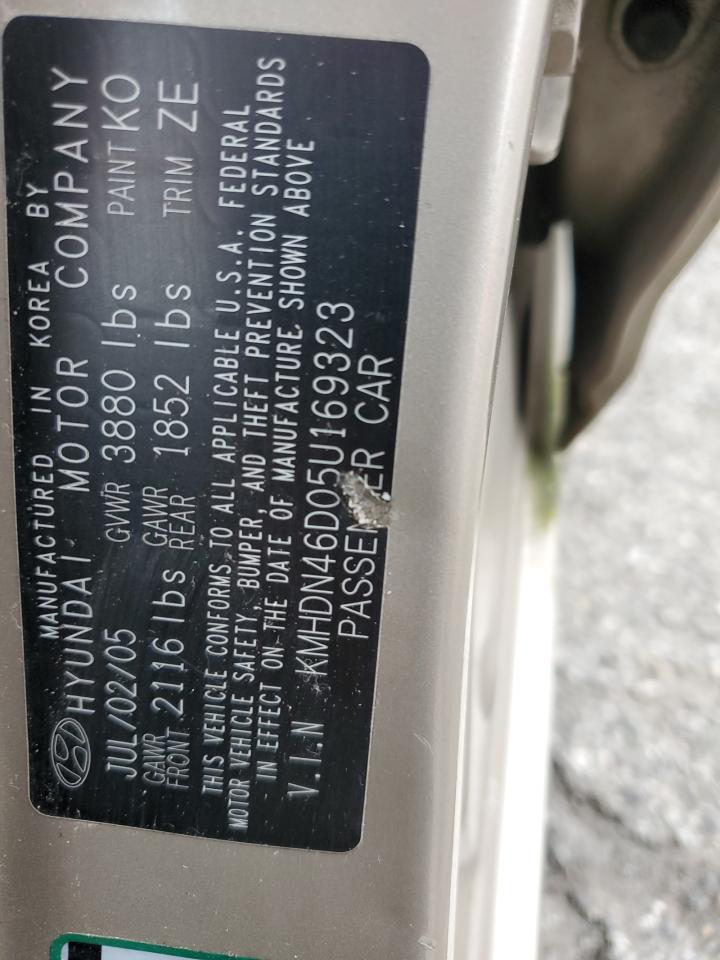 MANUFACTURED IN KOREA BY
HYUNDAI MOTOR COMPANY
JUL/02/05 GVWR 3880 lbs PAINT KO
GAWR FRONT 2116 lbs GAWR REAR 1852 lbs TRIM ZE
THIS VEHICLE CONFORMS TO ALL APPLICABLE U.S.A. FEDERAL
MOTOR VEHICLE SAFETY, BUMPER, AND THEFT PREVENTION STANDARDS
IN EFFECT ON THE DATE OF MANUFACTURE SHOWN ABOVE
V.I.N KMHDN46D05U169323
PASSENGER CAR